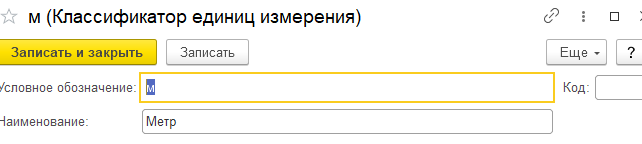 м (Классификатор единиц измерения)
Записать и закрыть Записать Еще ?
Условное обозначение: м Код:
Наименование: Метр